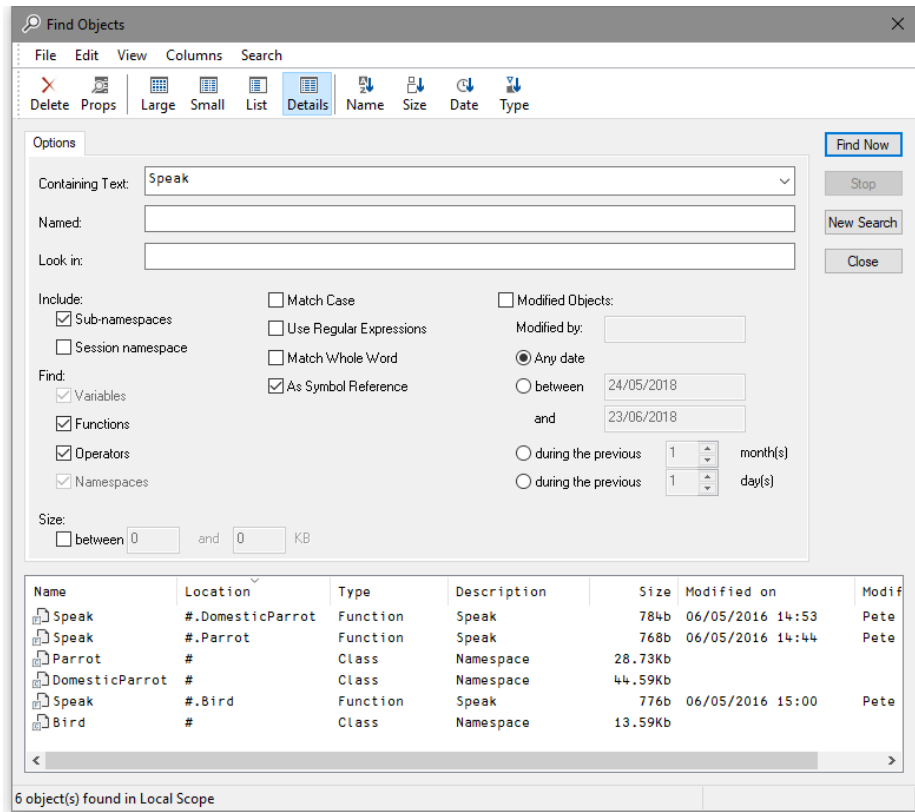 Find Objects
File Edit View Columns Search
Delete Props Large Small List Details Name Size Date Type
Options
Find Now
Containing Text: Speak
Stop
Named:
New Search
Look in:
Close
Include:
Match Case
Modified Objects:
Sub-namespaces
Use Regular Expressions
Modified by:
Session namespace
Match Whole Word
Any date
Find:
As Symbol Reference
between 24/05/2018
Variables
and 23/06/2018
Functions
Operators
during the previous 1 month(s)
Namespaces
during the previous 1 day(s)
Size:
between 0 and 0 KB
Name Location Type Description Size Modified on Modif
Speak #.DomesticParrot Function Speak 784b 06/05/2016 14:53 Pete
Speak #.Parrot Function Speak 768b 06/05/2016 14:44 Pete
Parrot # Class Namespace 28.73Kb
DomesticParrot # Class Namespace 44.59Kb
Speak #.Bird Function Speak 776b 06/05/2016 15:00 Pete
Bird # Class Namespace 13.59Kb
6 object(s) found in Local Scope